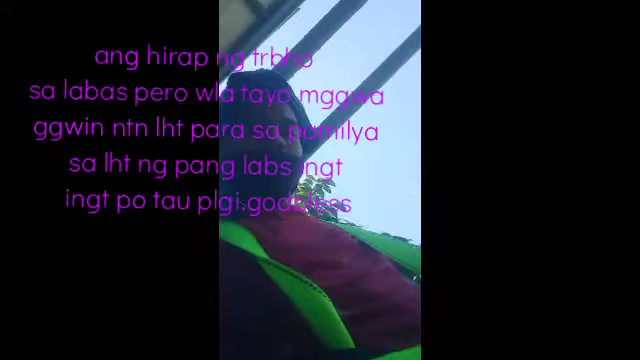 ang hirap ng trbho
sa labas pero wla tayo mggwa
ggwin ntn lht para sa pamilya
sa lht ng pang labs ingt
ingt po tau plgi.godbless